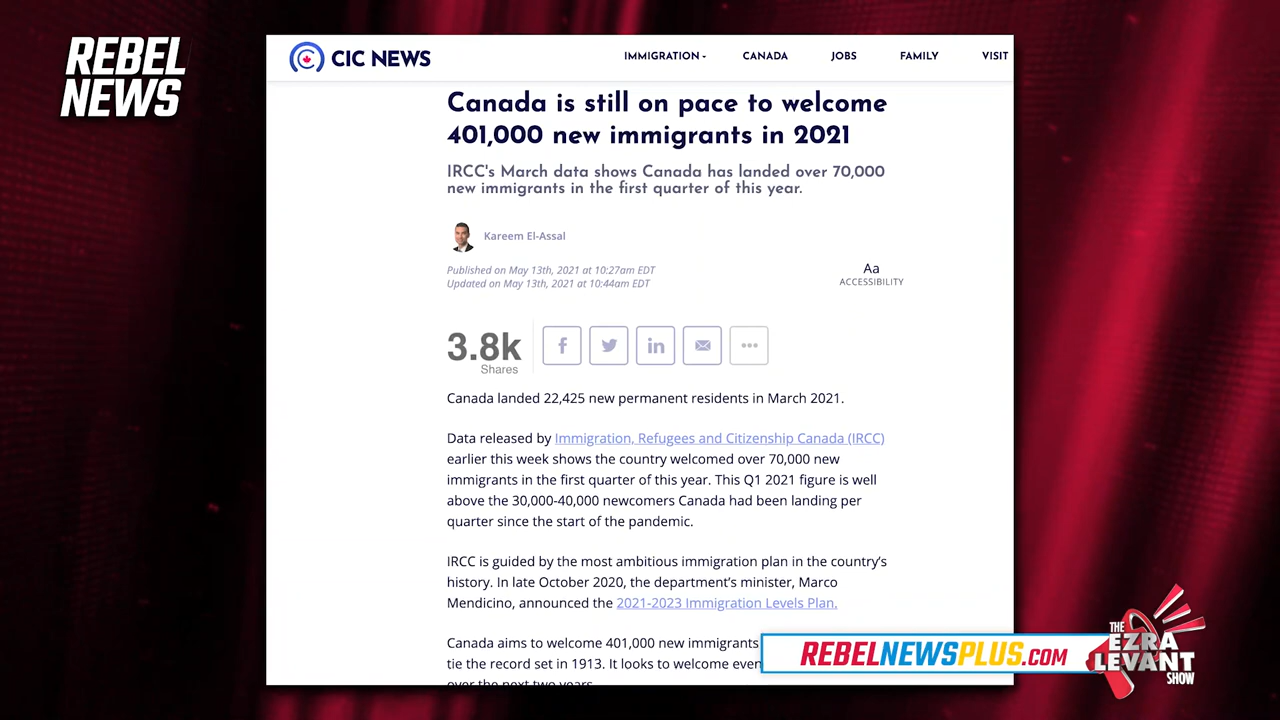 REBEL
NEWS
CIC NEWS
IMMIGRATION
CANADA
JOBS
FAMILY
VISIT
Canada is still on pace to welcome
401,000 new immigrants in 2021
IRCC's March data shows Canada has landed over 70,000
new immigrants in the first quarter of this year.
Kareem El-Assal
Published on May 13th, 2021 at 10:27am EDT
Updated on May 13th, 2021 at 10:44am EDT
Aa
ACCESSIBILITY
3.8k
Shares
Canada landed 22,425 new permanent residents in March 2021.
Data released by Immigration, Refugees and Citizenship Canada (IRCC)
earlier this week shows the country welcomed over 70,000 new
immigrants in the first quarter of this year. This Q1 2021 figure is well
above the 30,000-40,000 newcomers Canada had been landing per
quarter since the start of the pandemic.
IRCC is guided by the most ambitious immigration plan in the country's
history. In late October 2020, the department's minister, Marco
Mendicino, announced the 2021-2023 Immigration Levels Plan.
Canada aims to welcome 401,000 new immigrants
tie the record set in 1913. It looks to welcome even
over the next two years.
REBELNEWSPLUS.COM
THE
EZRA
LEVANT
SHOW